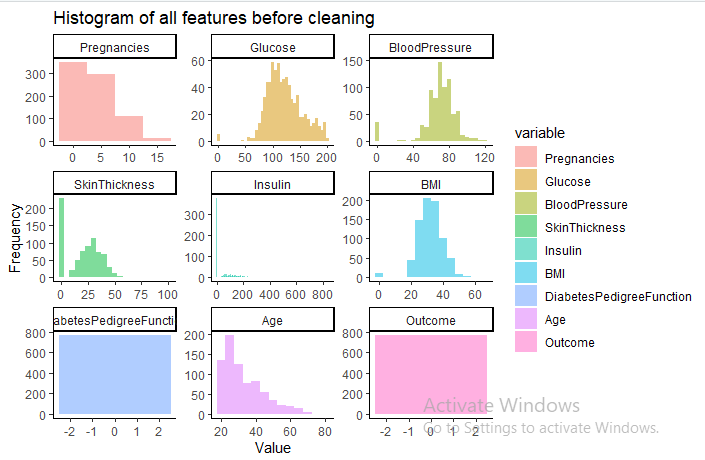 Histogram of all features before cleaning
Pregnancies Glucose BloodPressure
300
200
100
0
0 5 10 15
60
40
20
0
0 50 100 150 200
150
100
50
0
0 40 80 120
SkinThickness Insulin BMI
200
150
100
50
0
0 25 50 75 100
300
200
100
0
0 200 400 600 800
200
150
100
50
0
0 20 40 60
abetesPedigreeFuncti Age Outcome
800
600
400
200
0
-2 -1 0 1 2
200
150
100
50
0
20 40 60 80
800
600
400
200
0
-2 -1 0 1 2
Frequency
Value
variable
Pregnancies
Glucose
BloodPressure
SkinThickness
Insulin
BMI
DiabetesPedigreeFunction
Age
Outcome
Activate Windows
Go to Settings to activate Windows.